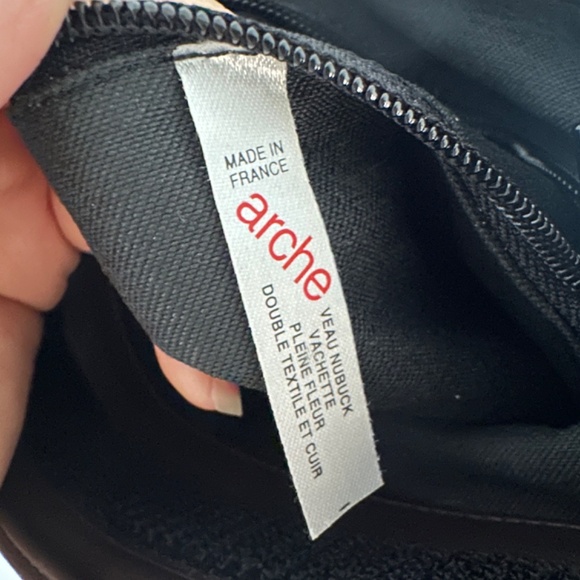 MADE IN
FRANCE
arche
VEAU NUBUCK
VACHETTE
PLEINE FLEUR
DOUBLE TEXTILE ET CUIR